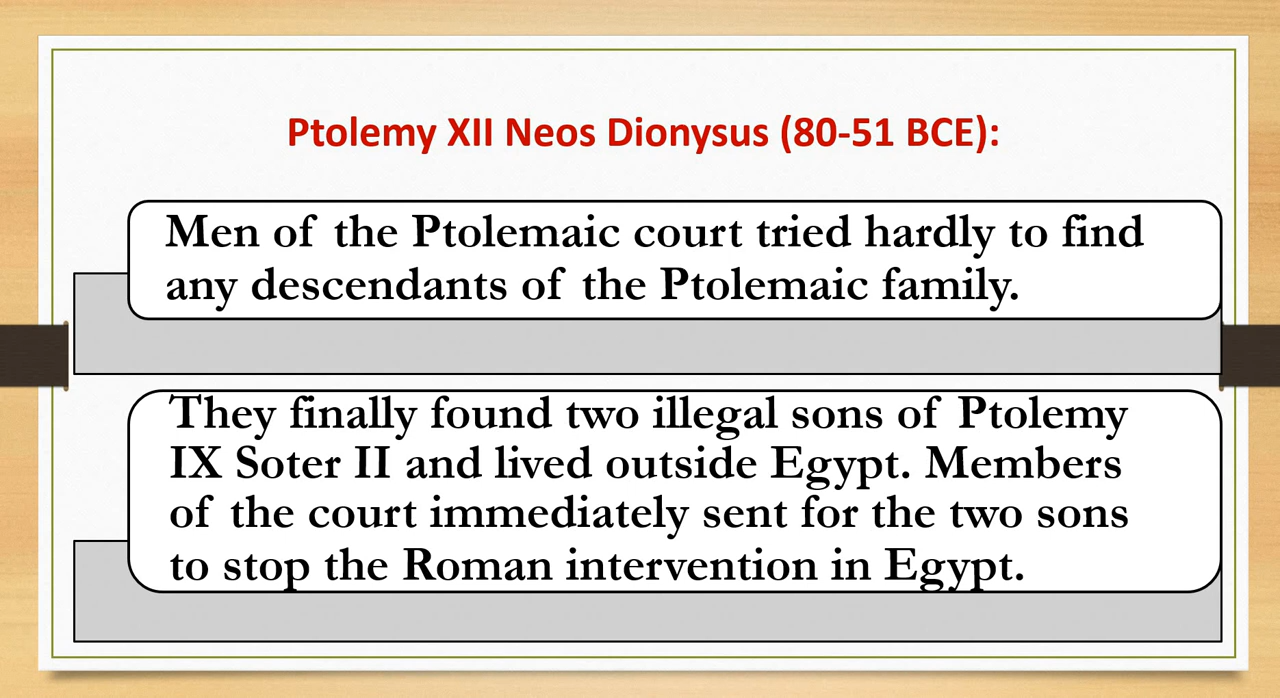 Ptolemy XII Neos Dionysus (80-51 BCE):
Men of the Ptolemaic court tried hardly to find
any descendants of the Ptolemaic family.
They finally found two illegal sons of Ptolemy
IX Soter II and lived outside Egypt. Members
of the court immediately sent for the two sons
to stop the Roman intervention in Egypt.